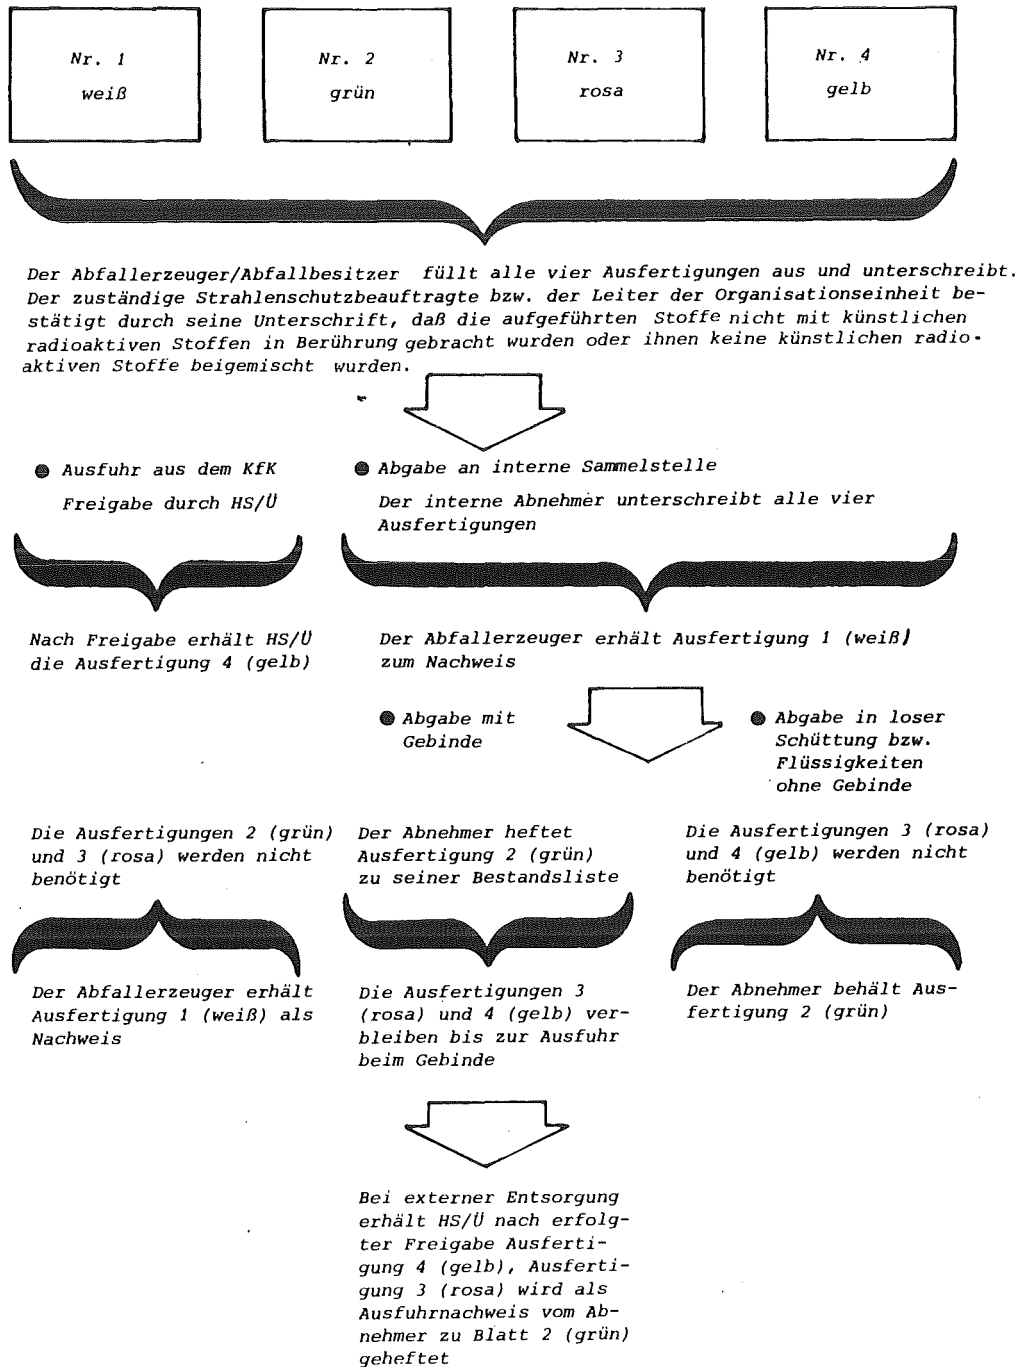 Nr. 1
weiß
Nr. 2
grün
Nr. 3
rosa
Nr. 4
gelb
Der Abfallerzeuger/Abfallbesitzer füllt alle vier Ausfertigungen aus und unterschreibt.
Der zuständige Strahlenschutzbeauftragte bzw. der Leiter der Organisationseinheit be-
stätigt durch seine Unterschrift, daß die aufgeführten Stoffe nicht mit künstlichen
radioaktiven Stoffen in Berührung gebracht wurden oder ihnen keine künstlichen radio-
aktiven Stoffe beigemischt wurden.
● Ausfuhr aus dem KfK
Freigabe durch HS/Ü
● Abgabe an interne Sammelstelle
Der interne Abnehmer unterschreibt alle vier
Ausfertigungen
Nach Freigabe erhält HS/Ü
die Ausfertigung 4 (gelb)
Der Abfallerzeuger erhält Ausfertigung 1 (weiß)
zum Nachweis
● Abgabe mit
Gebinde
● Abgabe in loser
Schüttung bzw.
Flüssigkeiten
ohne Gebinde
Die Ausfertigungen 2 (grün)
und 3 (rosa) werden nicht
benötigt
Der Abnehmer heftet
Ausfertigung 2 (grün)
zu seiner Bestandsliste
Die Ausfertigungen 3 (rosa)
und 4 (gelb) werden nicht
benötigt
Der Abfallerzeuger erhält
Ausfertigung 1 (weiß) als
Nachweis
Die Ausfertigungen 3
(rosa) und 4 (gelb) ver-
bleiben bis zur Ausfuhr
beim Gebinde
Der Abnehmer behält Aus-
fertigung 2 (grün)
Bei externer Entsorgung
erhält HS/Ü nach erfolg-
ter Freigabe Ausferti-
gung 4 (gelb), Ausferti-
gung 3 (rosa) wird als
Ausfuhrnachweis vom Ab-
nehmer zu Blatt 2 (grün)
geheftet